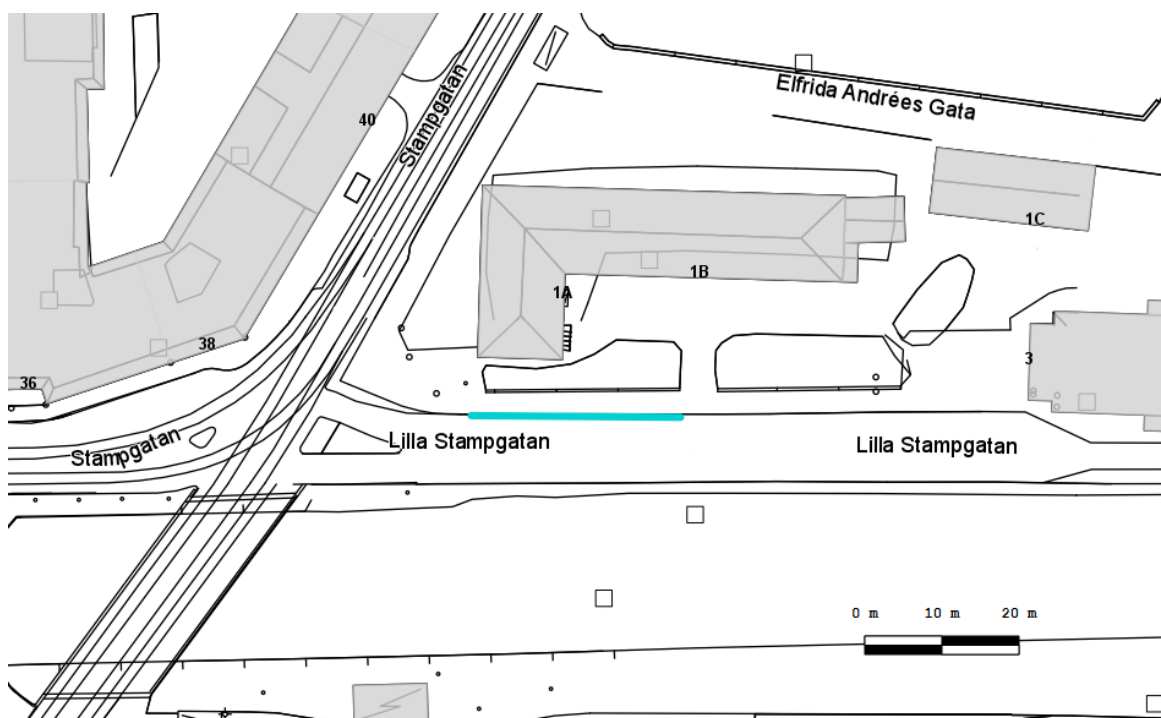 Elfrida Andrées Gata
40
Stampgatan
1C
1B
1A
38
3
36
Stampgatan
Lilla Stampgatan
Lilla Stampgatan
0 m 10 m 20 m